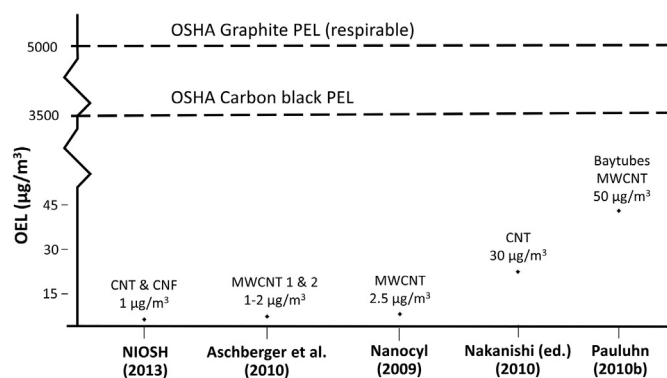 OSHA Graphite PEL (respirable)
5000
OSHA Carbon black PEL
3500
OEL (µg/m³)
45
30
15
Baytubes
MWCNT
50 µg/m³
CNT
30 µg/m³
CNT & CNF
1 µg/m³
MWCNT 1 & 2
1-2 µg/m³
MWCNT
2.5 µg/m³
NIOSH
(2013)
Aschberger et al.
(2010)
Nanocyl
(2009)
Nakanishi (ed.)
(2010)
Pauluhn
(2010b)